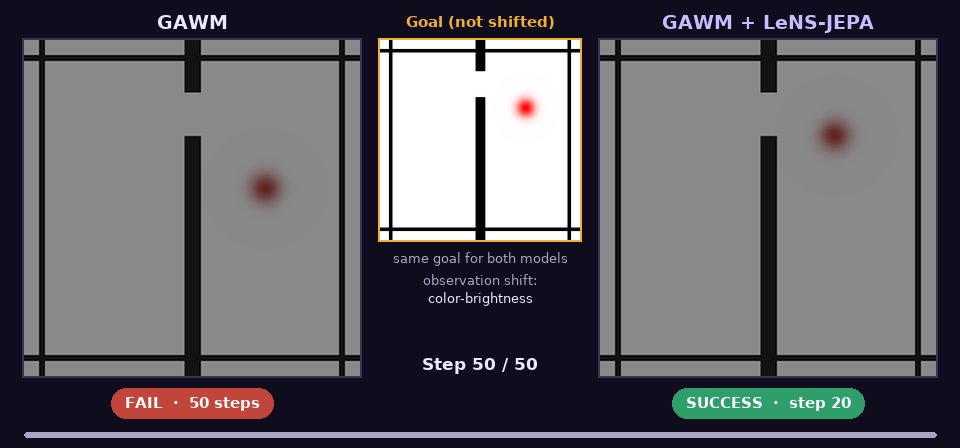 GAWM
Goal (not shifted)
GAWM + LeNS-JEPA
same goal for both models
observation shift:
color-brightness
Step 50 / 50
FAIL · 50 steps
SUCCESS · step 20